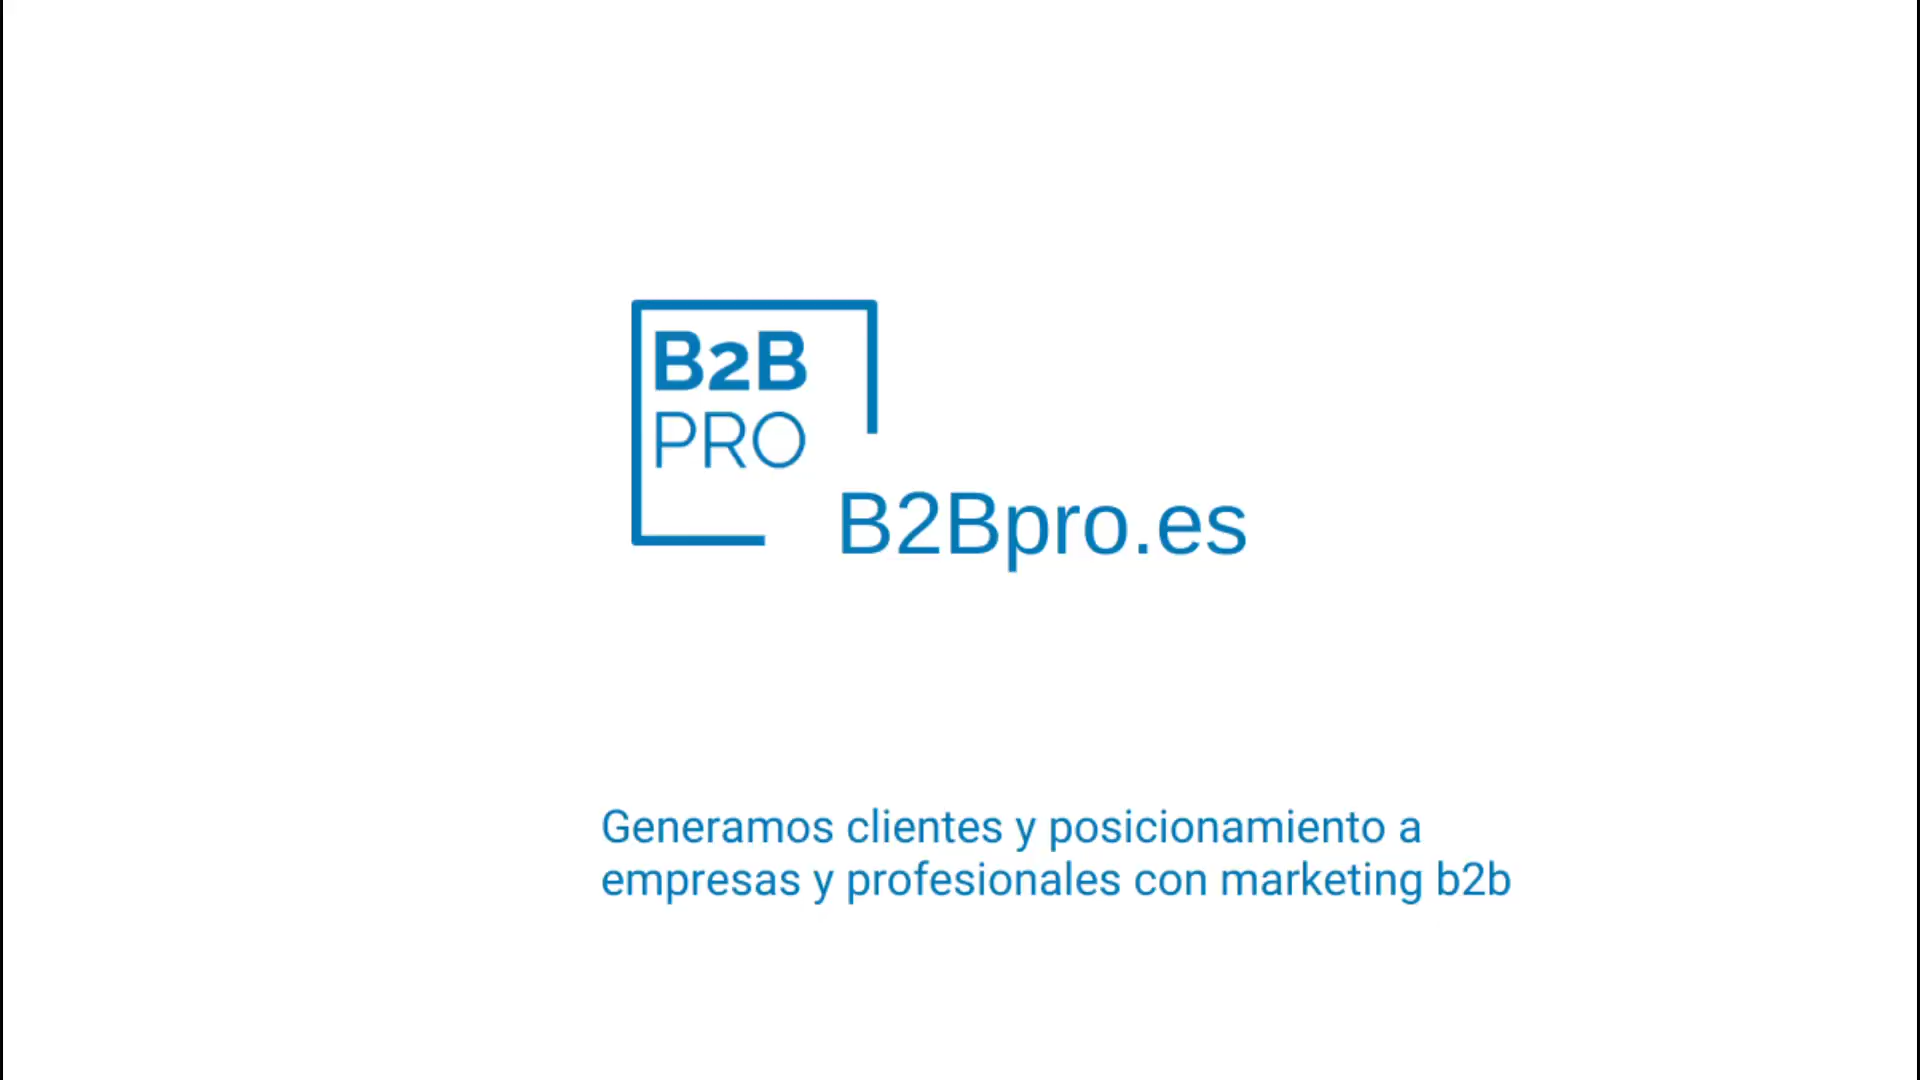 B2B
PRO
B2Bpro.es
Generamos clientes y posicionamiento a
empresas y profesionales con marketing b2b